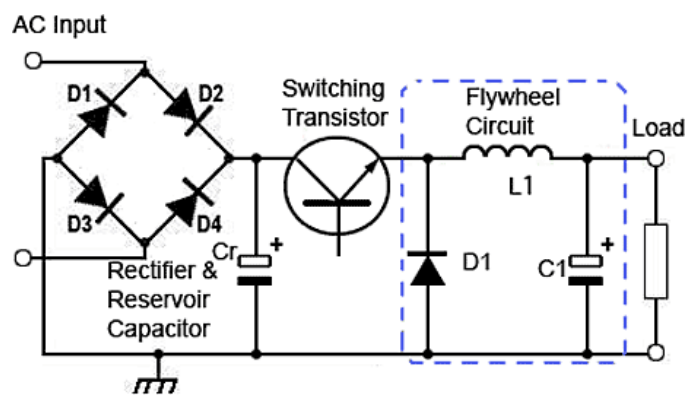 AC Input
D1
D2
D3
D4
Rectifier &
Reservoir
Capacitor
Cr
+
Switching
Transistor
Flywheel
Circuit
L1
D1
C1
+
Load